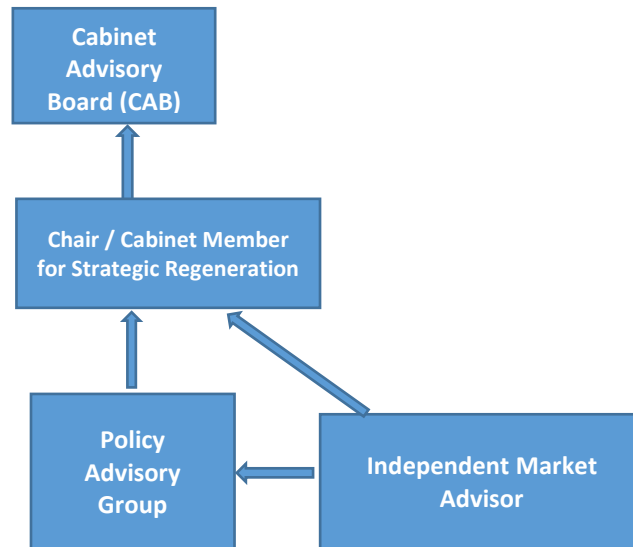 Cabinet
Advisory
Board (CAB)
Chair / Cabinet Member
for Strategic Regeneration
Policy
Advisory
Group
Independent Market
Advisor